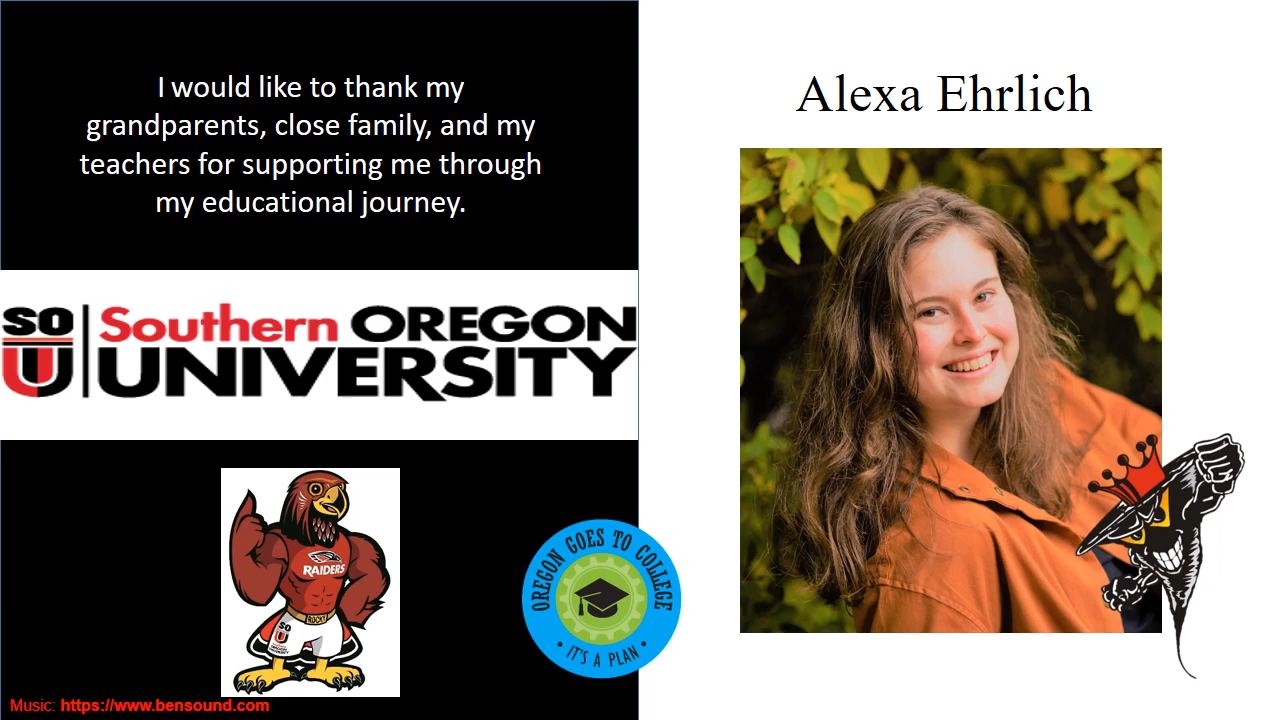 I would like to thank my
grandparents, close family, and my
teachers for supporting me through
my educational journey.
SO
U
Southern OREGON
UNIVERSITY
RAIDERS
ROCKY
SO
U
OREGON GOES TO COLLEGE
• IT'S A PLAN •
Music: https://www.bensound.com
Alexa Ehrlich